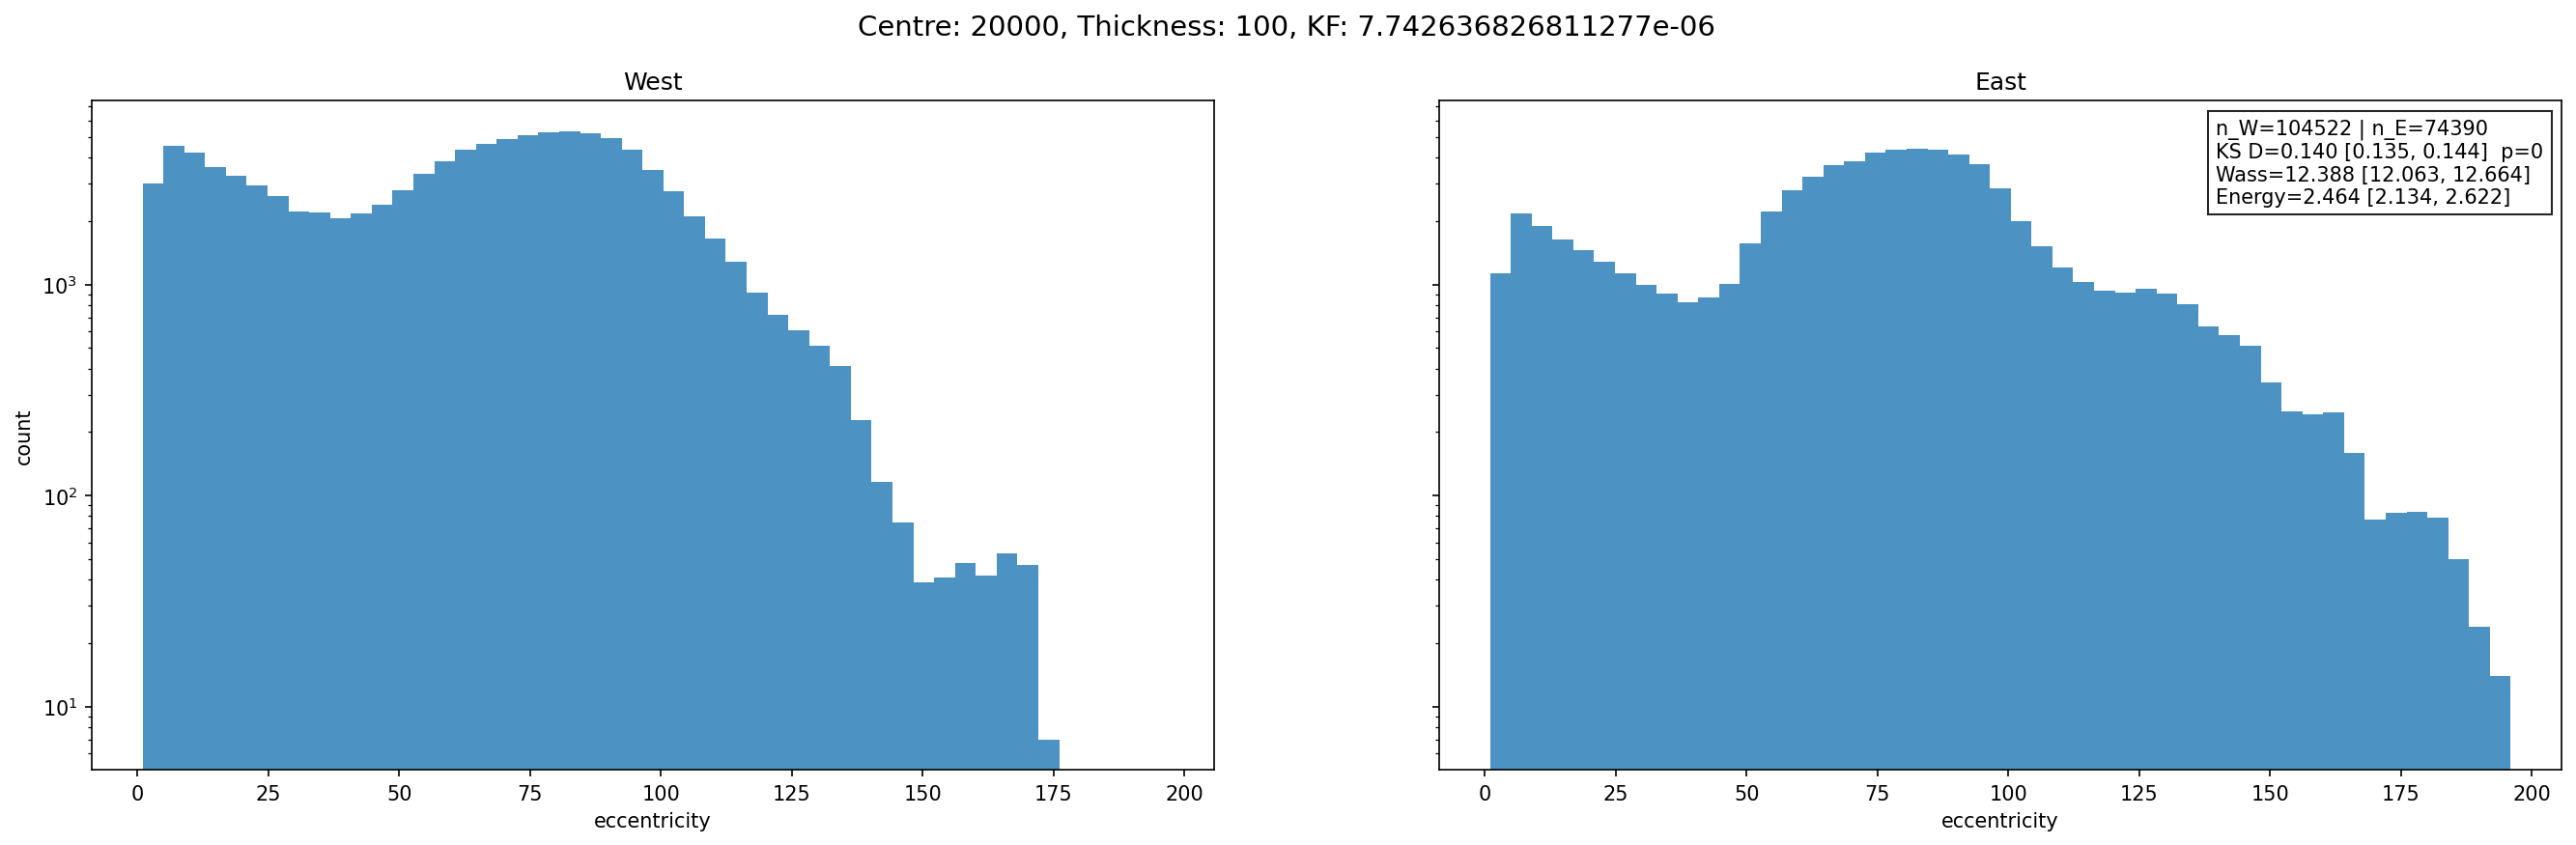 Centre: 20000, Thickness: 100, KF: 7.742636826811277e-06
West
East
n_W=104522 | n_E=74390
KS D=0.140 [0.135, 0.144]  p=0
Wass=12.388 [12.063, 12.664]
Energy=2.464 [2.134, 2.622]
count
10³
10²
10¹
0 25 50 75 100 125 150 175 200
0 25 50 75 100 125 150 175 200
eccentricity
eccentricity